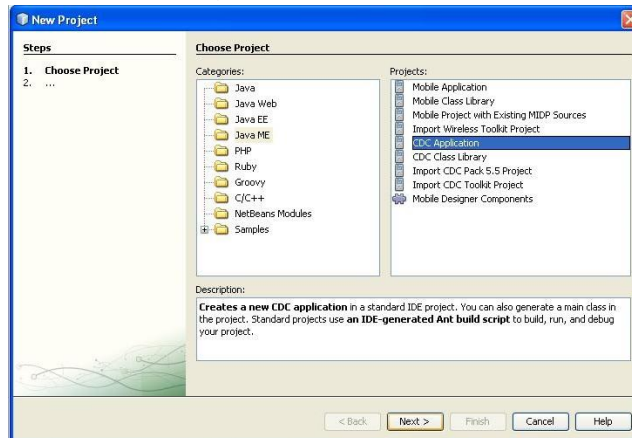 New Project
Steps
1. Choose Project
2. ...
Choose Project
Categories:
Java
Java Web
Java EE
Java ME
PHP
Ruby
Groovy
C/C++
NetBeans Modules
Samples
Projects:
Mobile Application
Mobile Class Library
Mobile Project with Existing MIDP Sources
Import Wireless Toolkit Project
CDC Application
CDC Class Library
Import CDC Pack 5.5 Project
Import CDC Toolkit Project
Mobile Designer Components
Description:
Creates a new CDC application in a standard IDE project. You can also generate a main class in
the project. Standard projects use an IDE-generated Ant build script to build, run, and debug
your project.
< Back Next > Finish Cancel Help